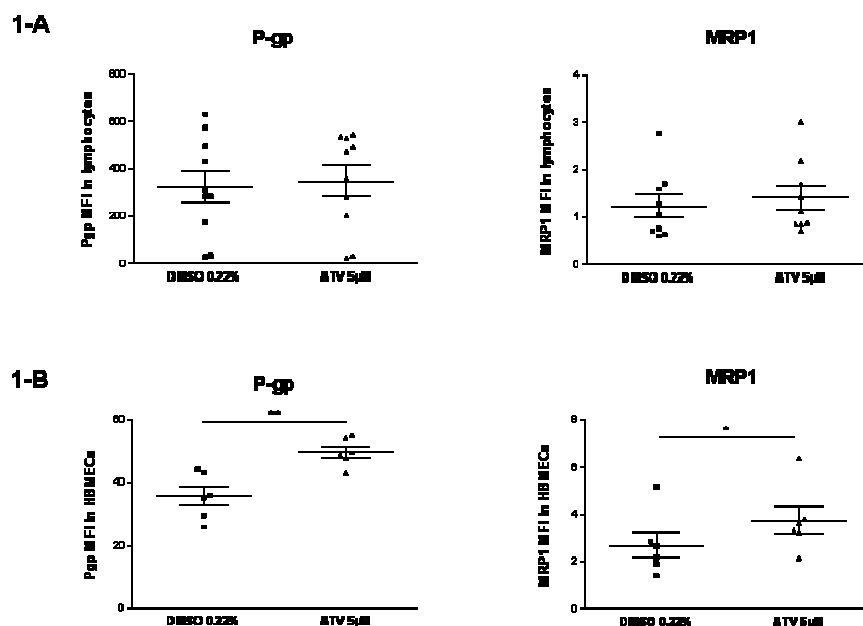 1-A
P-gp
MRP1
Pgp MFI in lymphocytes
800
600
400
200
0
DMSO 0.22%
ATV 5µM
MRP1 MFI in lymphocytes
4
3
2
1
0
DMSO 0.22%
ATV 5µM
1-B
P-gp
MRP1
**
*
Pgp MFI in HBMECs
60
40
20
0
DMSO 0.22%
ATV 5µM
MRP1 MFI in HBMECs
8
6
4
2
0
DMSO 0.22%
ATV 5µM